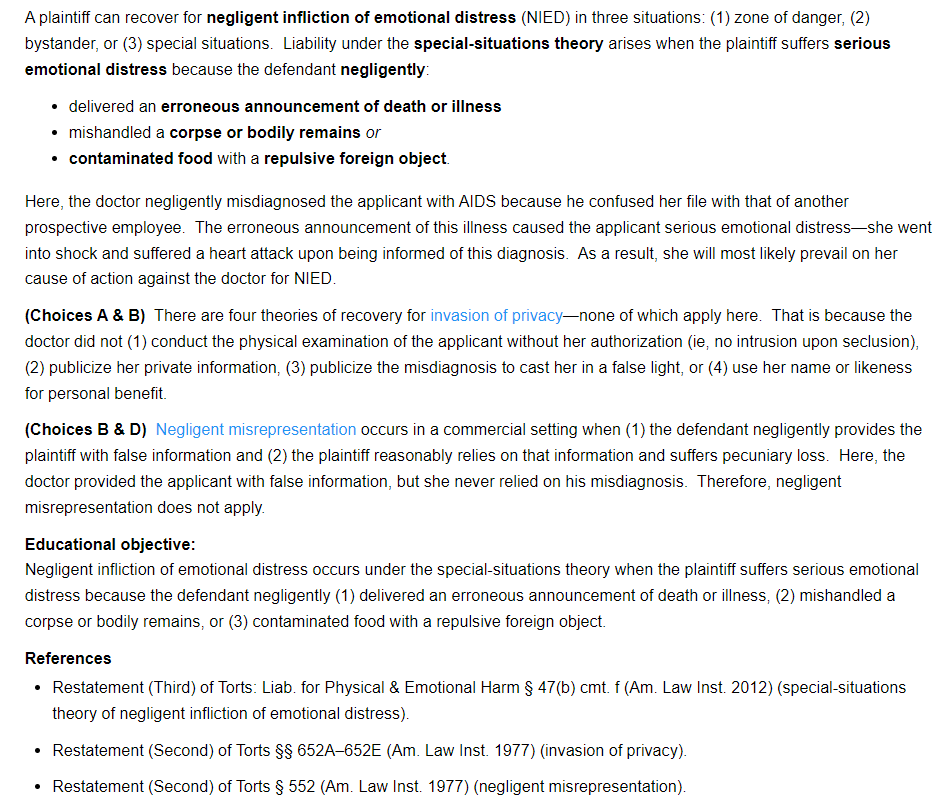 A plaintiff can recover for negligent infliction of emotional distress (NIED) in three situations: (1) zone of danger, (2)
bystander, or (3) special situations.  Liability under the special-situations theory arises when the plaintiff suffers serious
emotional distress because the defendant negligently:
• delivered an erroneous announcement of death or illness
• mishandled a corpse or bodily remains or
• contaminated food with a repulsive foreign object.
Here, the doctor negligently misdiagnosed the applicant with AIDS because he confused her file with that of another
prospective employee.  The erroneous announcement of this illness caused the applicant serious emotional distress—she went
into shock and suffered a heart attack upon being informed of this diagnosis.  As a result, she will most likely prevail on her
cause of action against the doctor for NIED.
(Choices A & B)  There are four theories of recovery for invasion of privacy—none of which apply here.  That is because the
doctor did not (1) conduct the physical examination of the applicant without her authorization (ie, no intrusion upon seclusion),
(2) publicize her private information, (3) publicize the misdiagnosis to cast her in a false light, or (4) use her name or likeness
for personal benefit.
(Choices B & D)  Negligent misrepresentation occurs in a commercial setting when (1) the defendant negligently provides the
plaintiff with false information and (2) the plaintiff reasonably relies on that information and suffers pecuniary loss.  Here, the
doctor provided the applicant with false information, but she never relied on his misdiagnosis.  Therefore, negligent
misrepresentation does not apply.
Educational objective:
Negligent infliction of emotional distress occurs under the special-situations theory when the plaintiff suffers serious emotional
distress because the defendant negligently (1) delivered an erroneous announcement of death or illness, (2) mishandled a
corpse or bodily remains, or (3) contaminated food with a repulsive foreign object.
References
• Restatement (Third) of Torts: Liab. for Physical & Emotional Harm § 47(b) cmt. f (Am. Law Inst. 2012) (special-situations
theory of negligent infliction of emotional distress).
• Restatement (Second) of Torts §§ 652A–652E (Am. Law Inst. 1977) (invasion of privacy).
• Restatement (Second) of Torts § 552 (Am. Law Inst. 1977) (negligent misrepresentation).